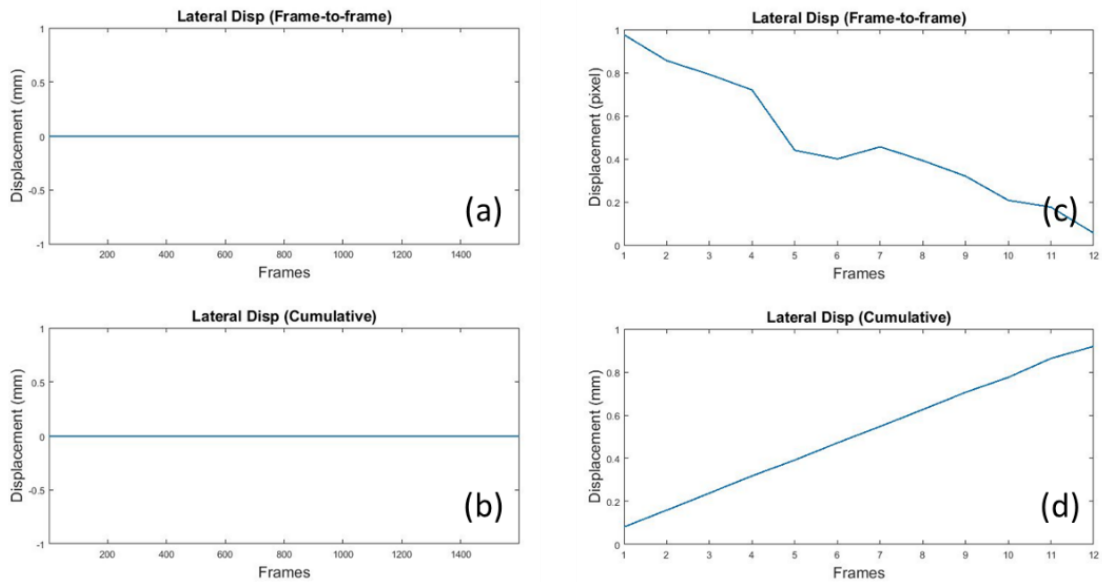 Lateral Disp (Frame-to-frame)
Displacement (mm)
1
0.5
0
-0.5
-1
200 400 600 800 1000 1200 1400
Frames
(a)
Lateral Disp (Cumulative)
Displacement (mm)
1
0.5
0
-0.5
-1
200 400 600 800 1000 1200 1400
Frames
(b)
Lateral Disp (Frame-to-frame)
Displacement (pixel)
1
0.8
0.6
0.4
0.2
0
1 2 3 4 5 6 7 8 9 10 11 12
Frames
(c)
Lateral Disp (Cumulative)
Displacement (mm)
1
0.8
0.6
0.4
0.2
0
1 2 3 4 5 6 7 8 9 10 11 12
Frames
(d)